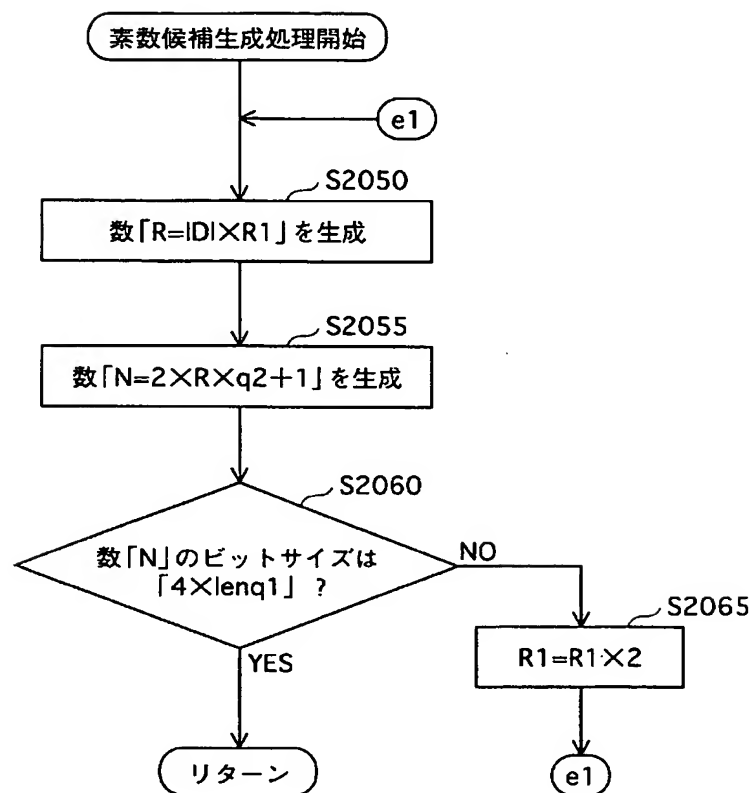 素数候補生成処理開始
e1
S2050
数「R=|D|×R1」を生成
S2055
数「N=2×R×q2+1」を生成
S2060
数「N」のビットサイズは
「4×lenq1」?
NO
S2065
YES
R1=R1×2
リターン
e1